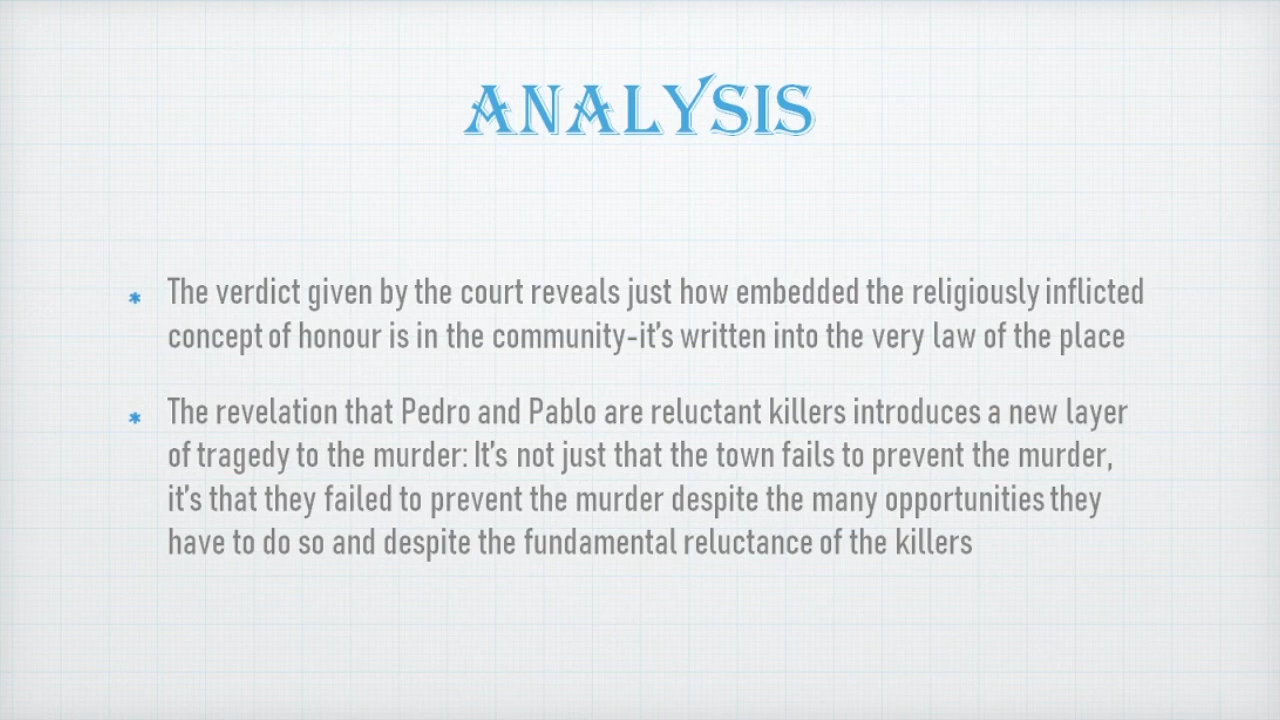 ANALYSIS
* The verdict given by the court reveals just how embedded the religiously inflicted
concept of honour is in the community-it's written into the very law of the place
* The revelation that Pedro and Pablo are reluctant killers introduces a new layer
of tragedy to the murder: It's not just that the town fails to prevent the murder,
it's that they failed to prevent the murder despite the many opportunities they
have to do so and despite the fundamental reluctance of the killers